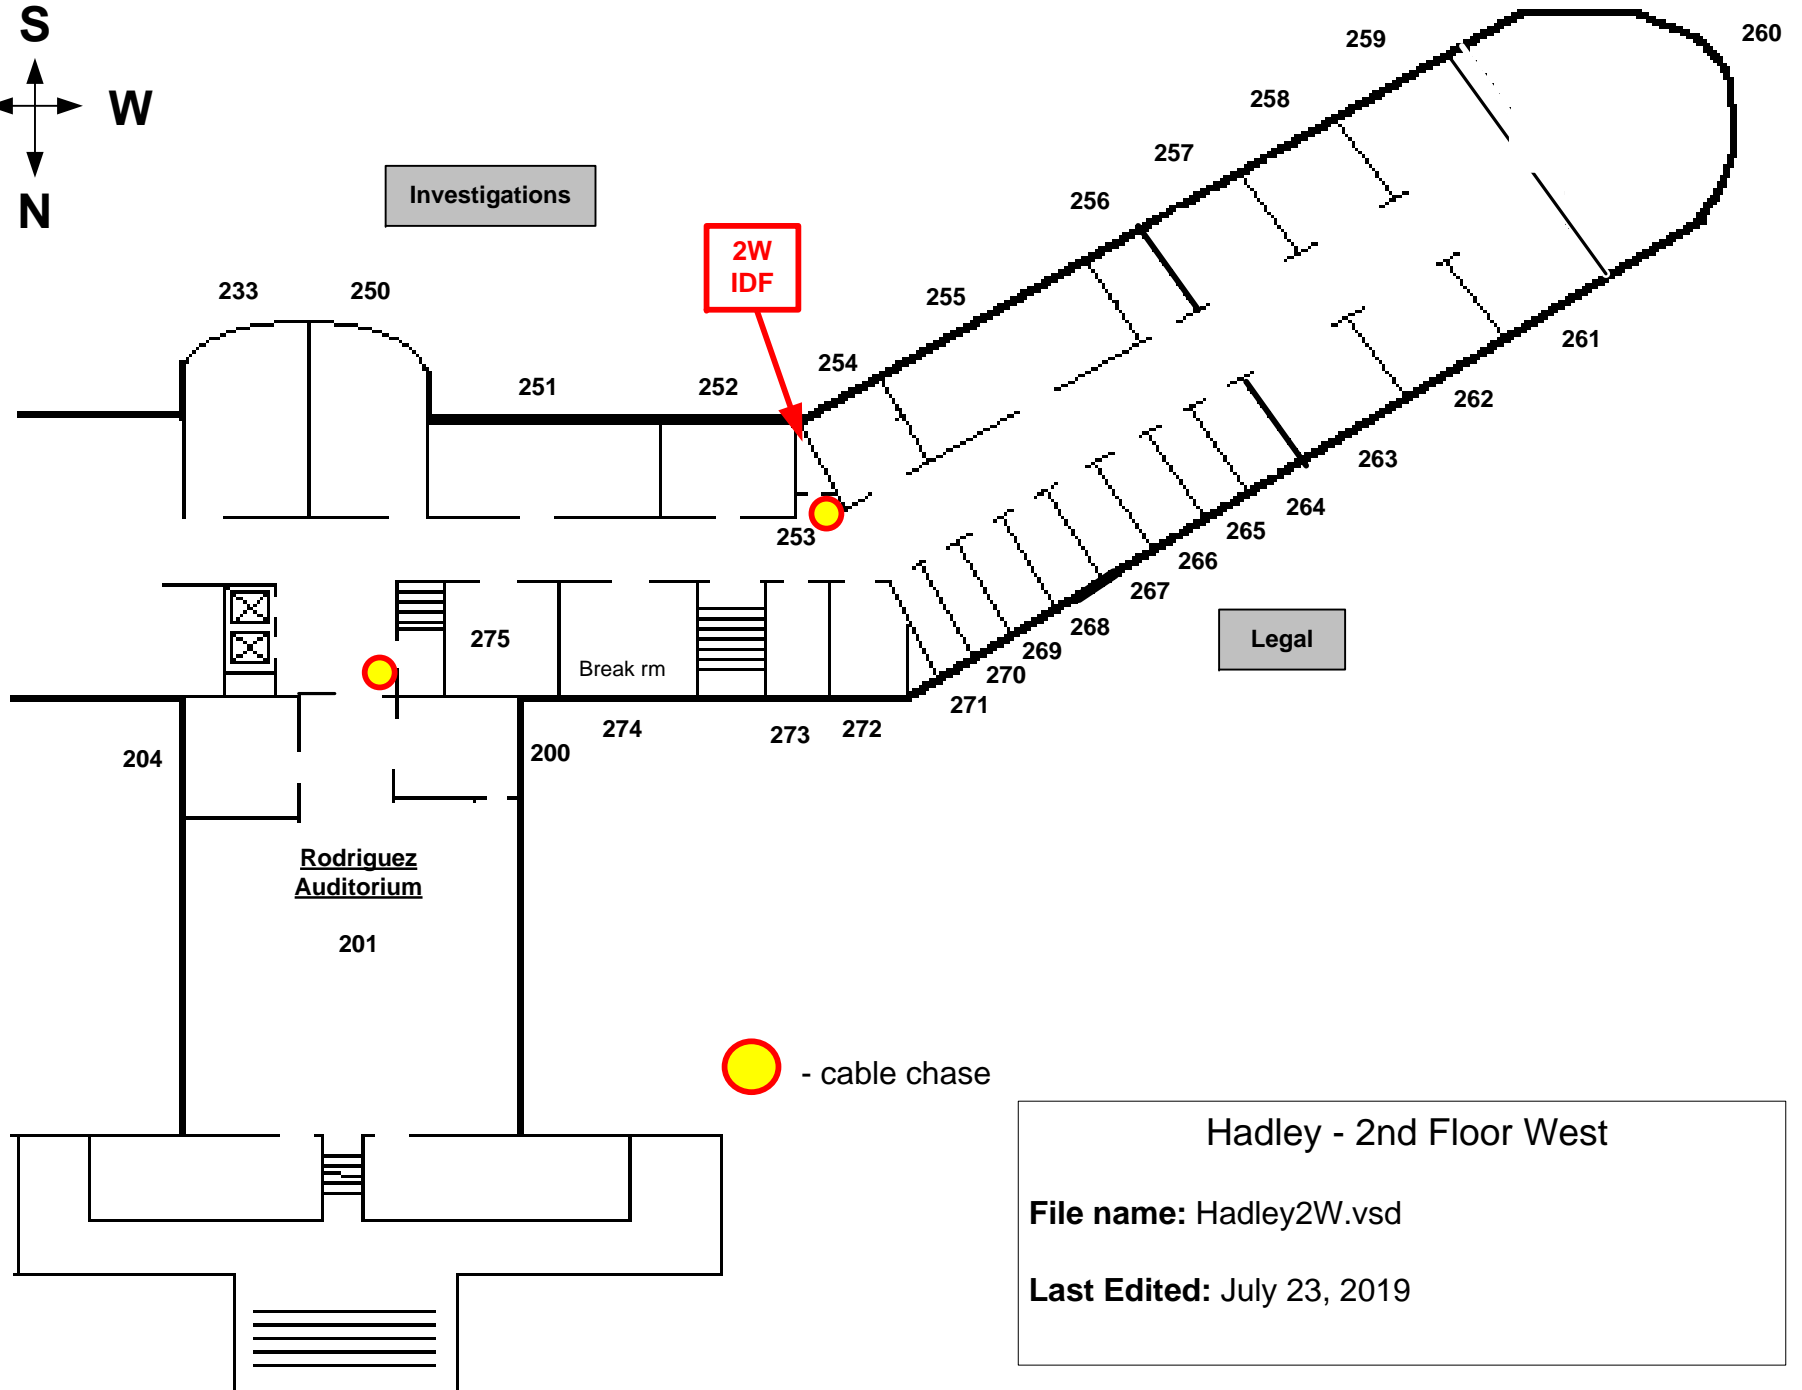 S
W
N
Investigations
2W
IDF
233
250
251
252
254
255
256
257
258
259
260
261
262
263
264
265
266
267
268
269
270
271
272
273
274
275
253
Break rm
Legal
204
200
Rodriguez
Auditorium
201
- cable chase
Hadley - 2nd Floor West
File name: Hadley2W.vsd
Last Edited: July 23, 2019